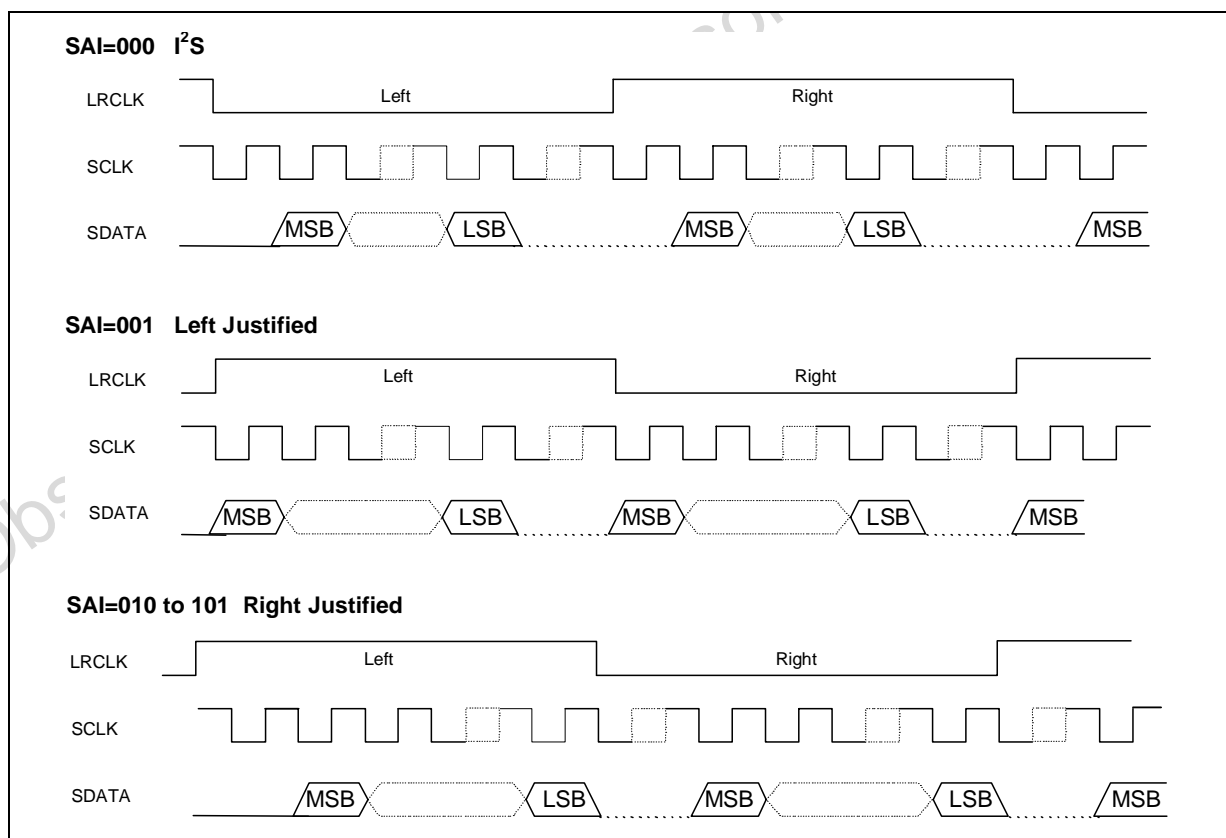 SAI=000 I²S
LRCLK Left Right
SCLK
SDATA MSB LSB MSB LSB MSB
SAI=001 Left Justified
LRCLK Left Right
SCLK
SDATA MSB LSB MSB LSB MSB
SAI=010 to 101 Right Justified
LRCLK Left Right
SCLK
SDATA MSB LSB MSB LSB MSB